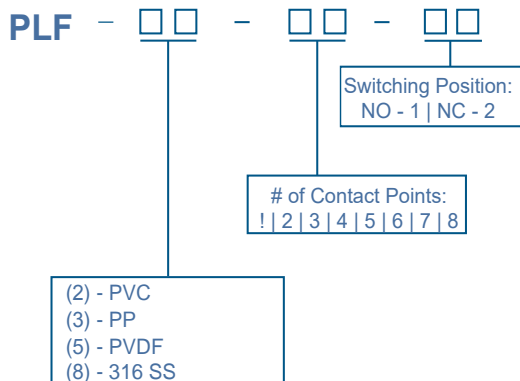 PLF - □□ - □□ - □□
Switching Position:
NO - 1 | NC - 2
# of Contact Points:
! | 2 | 3 | 4 | 5 | 6 | 7 | 8
(2) - PVC
(3) - PP
(5) - PVDF
(8) - 316 SS